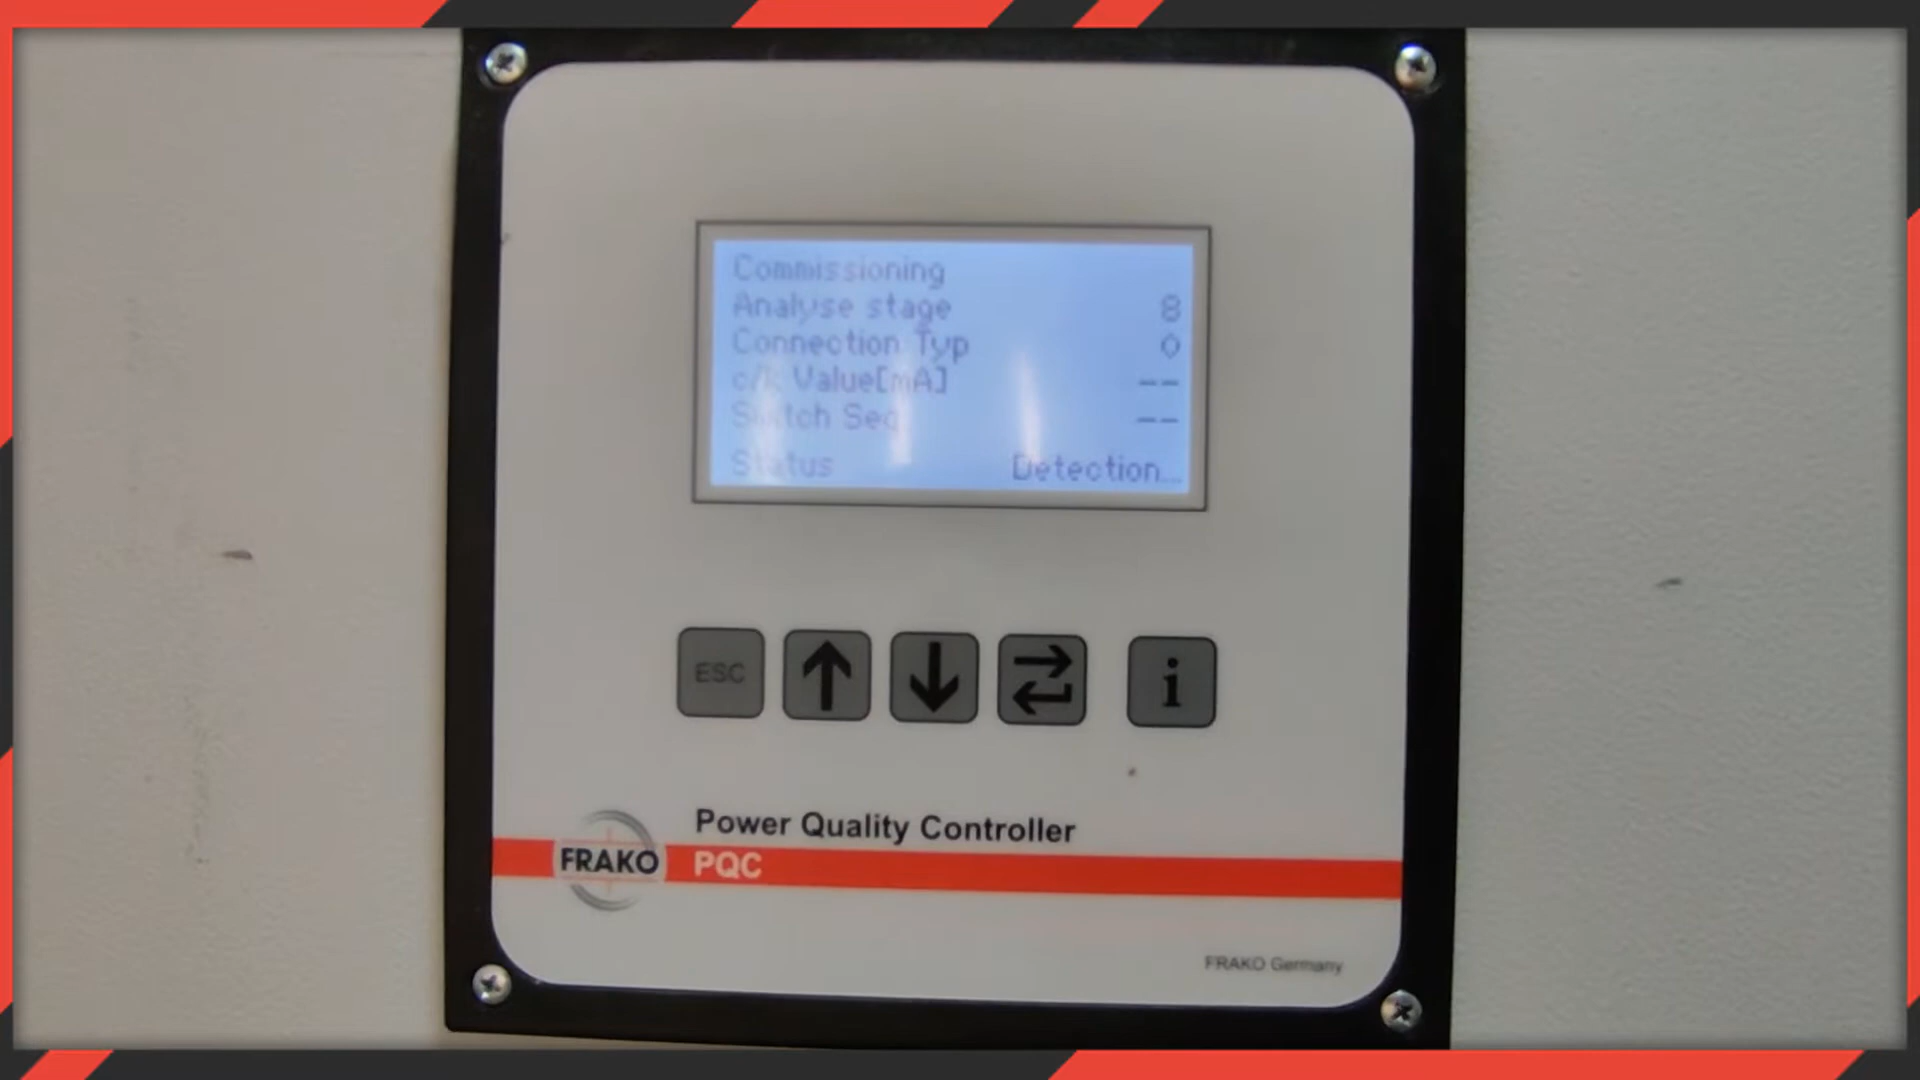 Commissioning
Analyse stage 8
Connection Typ 0
c/k Value[mA] --
Switch Seq --
Status Detection...
ESC
i
Power Quality Controller
FRAKO PQC
FRAKO Germany